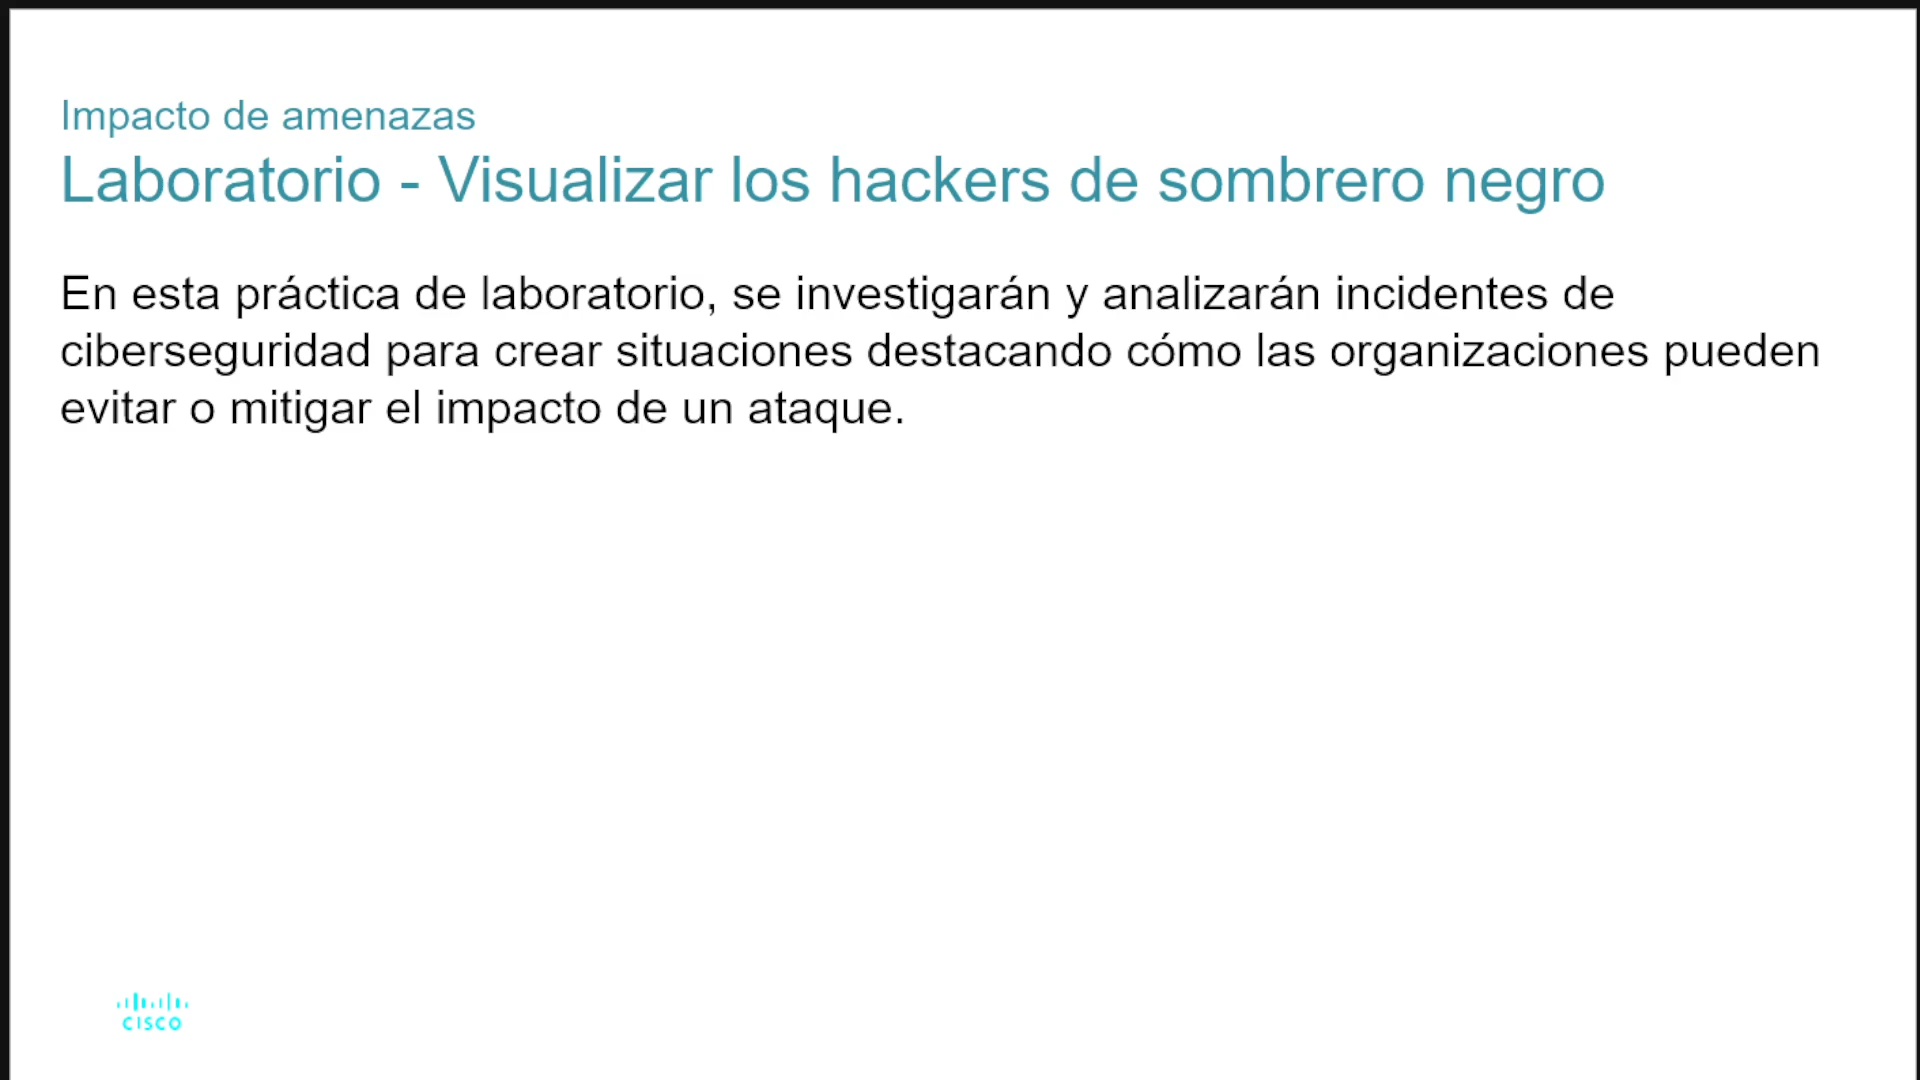 Impacto de amenazas
Laboratorio - Visualizar los hackers de sombrero negro
En esta práctica de laboratorio, se investigarán y analizarán incidentes de
ciberseguridad para crear situaciones destacando cómo las organizaciones pueden
evitar o mitigar el impacto de un ataque.
CISCO